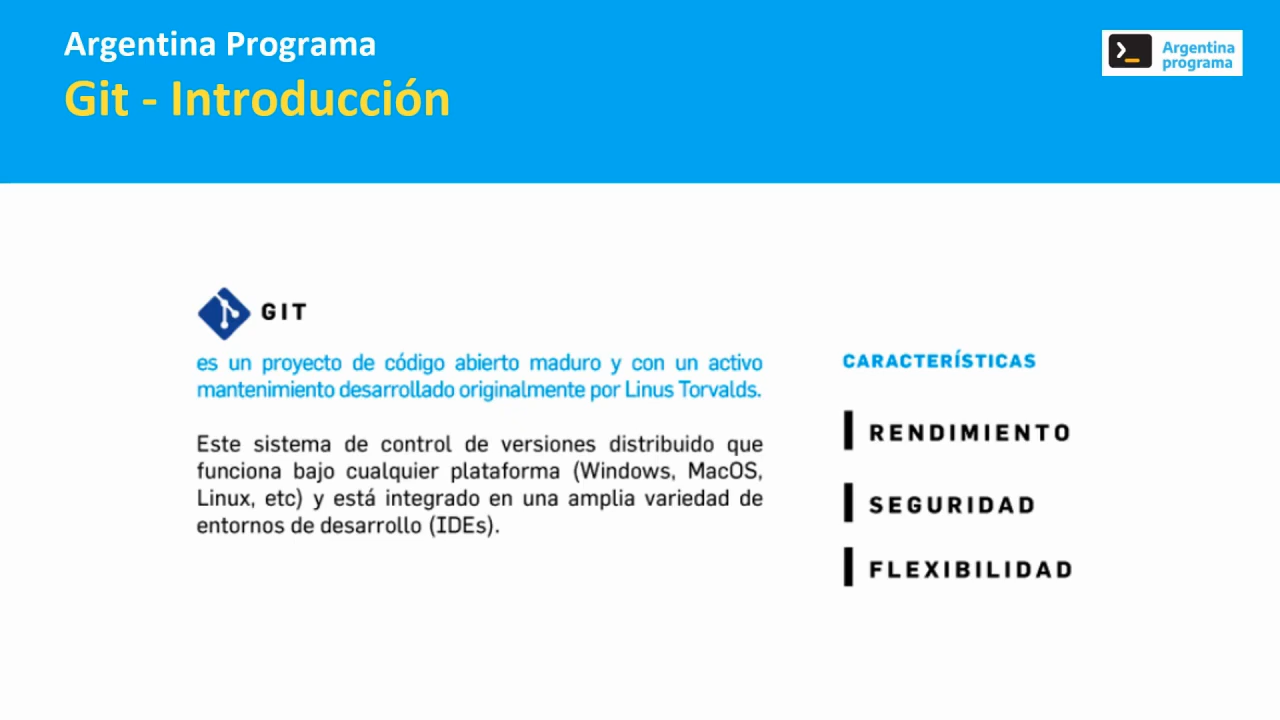 Argentina Programa
Git - Introducción
Argentina
programa
GIT
es un proyecto de código abierto maduro y con un activo
mantenimiento desarrollado originalmente por Linus Torvalds.
Este sistema de control de versiones distribuido que
funciona bajo cualquier plataforma (Windows, MacOS,
Linux, etc) y está integrado en una amplia variedad de
entornos de desarrollo (IDEs).
CARACTERÍSTICAS
RENDIMIENTO
SEGURIDAD
FLEXIBILIDAD